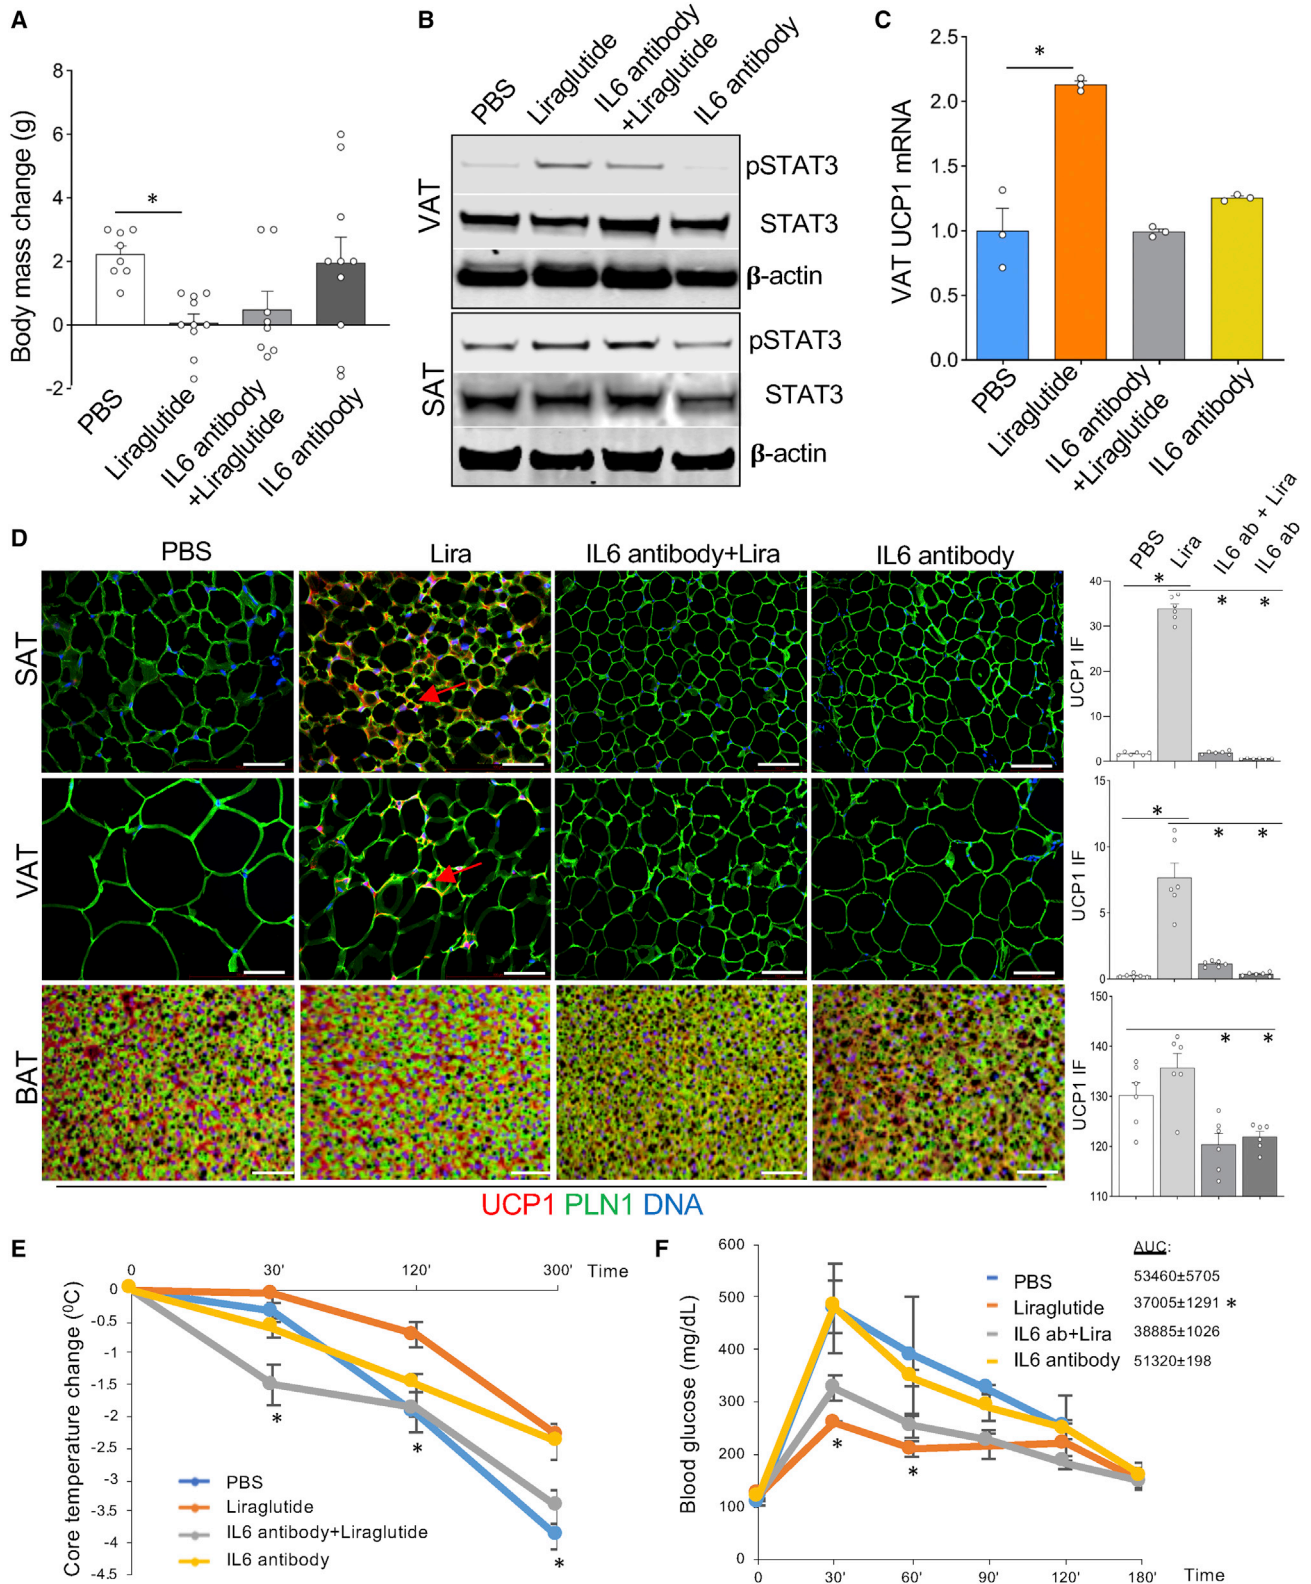 A
Body mass change (g)
8
6
4
2
0
-2
*
PBS
Liraglutide
IL6 antibody
+Liraglutide
IL6 antibody
B
PBS
Liraglutide
IL6 antibody
+Liraglutide
IL6 antibody
VAT
pSTAT3
STAT3
β-actin
SAT
pSTAT3
STAT3
β-actin
C
VAT UCP1 mRNA
2.5
2.0
1.5
1.0
0.5
0.0
*
PBS
Liraglutide
IL6 antibody
+Liraglutide
IL6 antibody
D
PBS
Lira
IL6 antibody+Lira
IL6 antibody
SAT
VAT
BAT
UCP1 PLN1 DNA
PBS
Lira
IL6 ab + Lira
IL6 ab
UCP1 IF
40
30
20
10
0
* * *
UCP1 IF
15
10
5
0
* * *
UCP1 IF
150
140
130
120
110
* *
E
Core temperature change (⁰C)
0 30' 120' 300' Time
0
-0.5
-1
-1.5
-2
-2.5
-3
-3.5
-4
-4.5
*
*
*
PBS
Liraglutide
IL6 antibody+Liraglutide
IL6 antibody
F
Blood glucose (mg/dL)
600
500
400
300
200
100
0
* *
AUC:
PBS 53460±5705
Liraglutide 37005±1291 *
IL6 ab+Lira 38885±1026
IL6 antibody 51320±198
0 30' 60' 90' 120' 180' Time